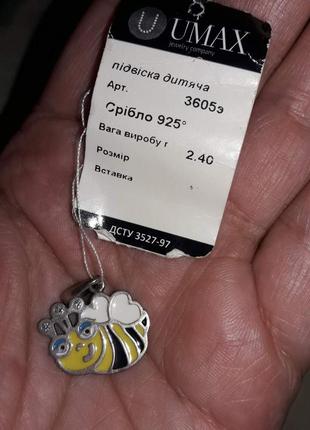 UMAX
jewelry company
підвіска дитяча
Арт. 3605э
Срібло 925°
Вага виробу г 2.40
Розмір
Вставка
ДСТУ 3527-97